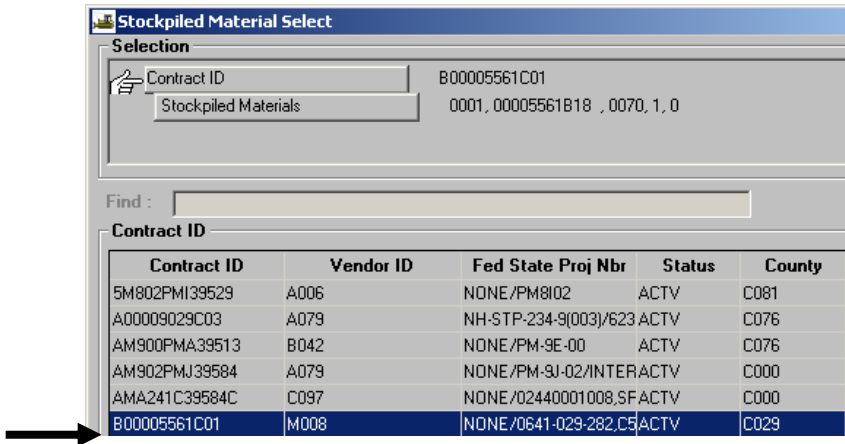 Stockpiled Material Select
Selection
Contract ID B00005561C01
Stockpiled Materials 0001, 00005561B18 , 0070, 1, 0
Find :
Contract ID
Contract ID Vendor ID Fed State Proj Nbr Status County
5M802PMI39529 A006 NONE/PM8I02 ACTV C081
A00009029C03 A079 NH-STP-234-9(003)/623 ACTV C076
AM900PMA39513 B042 NONE/PM-9E-00 ACTV C076
AM902PMJ39584 A079 NONE/PM-9J-02/INTER ACTV C000
AMA241C39584C C097 NONE/02440001008,SF ACTV C000
B00005561C01 M008 NONE/0641-029-282,C5 ACTV C029